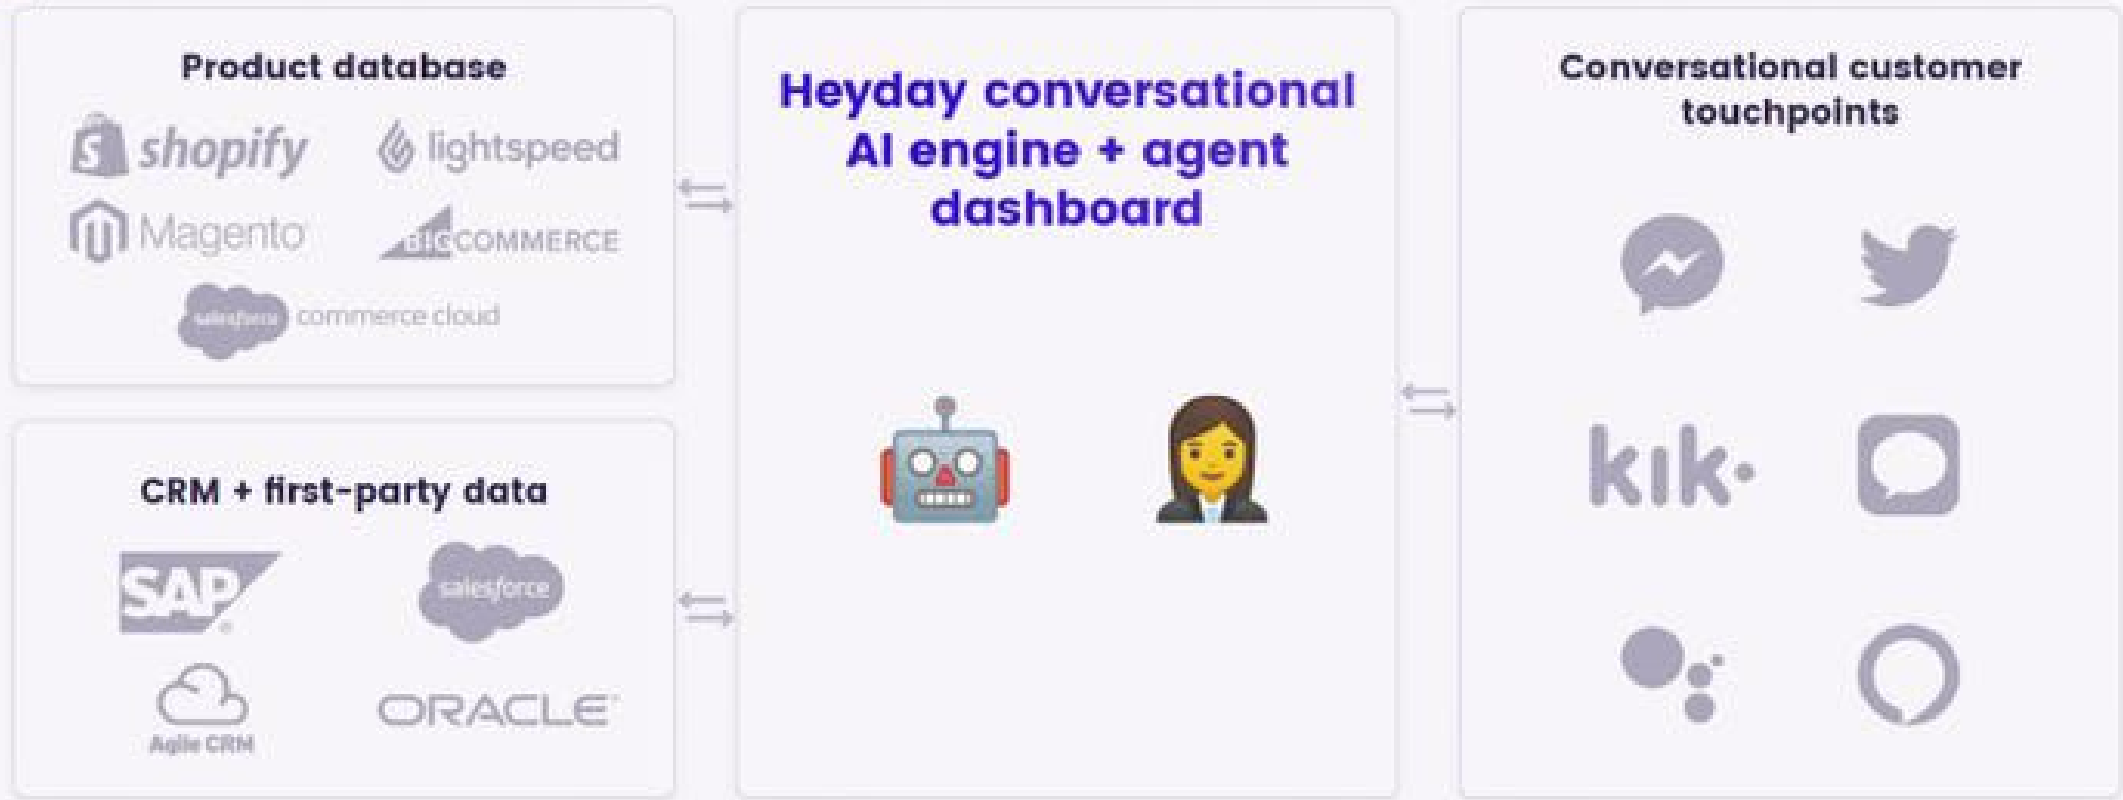 Product database
shopify
lightspeed
Magento
BIGCOMMERCE
salesforce commerce cloud
CRM + first-party data
SAP
salesforce
Agile CRM
ORACLE
Heyday conversational
AI engine + agent
dashboard
Conversational customer
touchpoints
kik